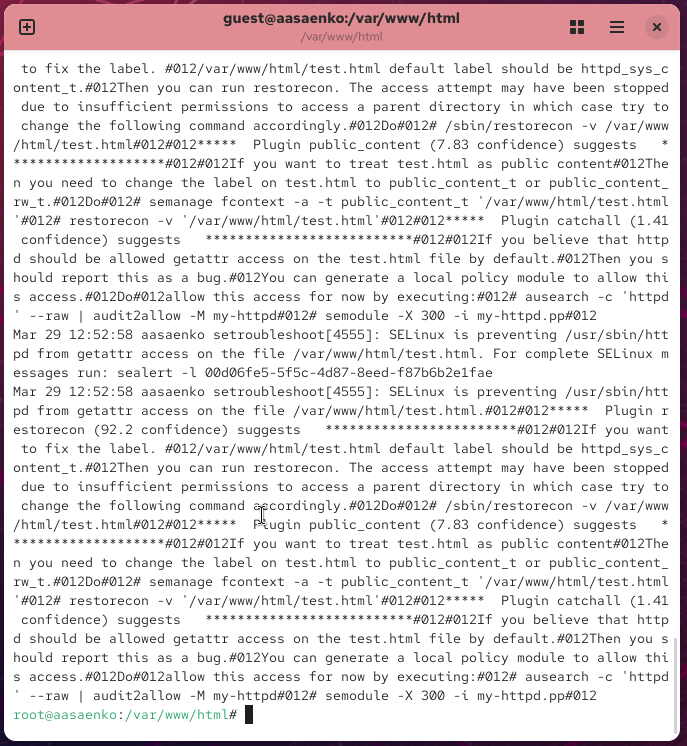 guest@aasaenko:/var/www/html
/var/www/html
to fix the label. #012/var/www/html/test.html default label should be httpd_sys_c
ontent_t.#012Then you can run restorecon. The access attempt may have been stopped
due to insufficient permissions to access a parent directory in which case try to
change the following command accordingly.#012Do#012# /sbin/restorecon -v /var/www
/html/test.html#012#012*****  Plugin public_content (7.83 confidence) suggests   *
*******************#012#012If you want to treat test.html as public content#012The
n you need to change the label on test.html to public_content_t or public_content_
rw_t.#012Do#012# semanage fcontext -a -t public_content_t '/var/www/html/test.html
'#012# restorecon -v '/var/www/html/test.html'#012#012*****  Plugin catchall (1.41
confidence) suggests   **************************#012#012If you believe that http
d should be allowed getattr access on the test.html file by default.#012Then you s
hould report this as a bug.#012You can generate a local policy module to allow thi
s access.#012Do#012allow this access for now by executing:#012# ausearch -c 'httpd
' --raw | audit2allow -M my-httpd#012# semodule -X 300 -i my-httpd.pp#012
Mar 29 12:52:58 aasaenko setroubleshoot[4555]: SELinux is preventing /usr/sbin/htt
pd from getattr access on the file /var/www/html/test.html. For complete SELinux m
essages run: sealert -l 00d06fe5-5f5c-4d87-8eed-f87b6b2e1fae
Mar 29 12:52:58 aasaenko setroubleshoot[4555]: SELinux is preventing /usr/sbin/htt
pd from getattr access on the file /var/www/html/test.html.#012#012*****  Plugin r
estorecon (92.2 confidence) suggests   ************************#012#012If you want
to fix the label. #012/var/www/html/test.html default label should be httpd_sys_c
ontent_t.#012Then you can run restorecon. The access attempt may have been stopped
due to insufficient permissions to access a parent directory in which case try to
change the following command accordingly.#012Do#012# /sbin/restorecon -v /var/www
/html/test.html#012#012*****  Plugin public_content (7.83 confidence) suggests   *
*******************#012#012If you want to treat test.html as public content#012The
n you need to change the label on test.html to public_content_t or public_content_
rw_t.#012Do#012# semanage fcontext -a -t public_content_t '/var/www/html/test.html
'#012# restorecon -v '/var/www/html/test.html'#012#012*****  Plugin catchall (1.41
confidence) suggests   **************************#012#012If you believe that http
d should be allowed getattr access on the test.html file by default.#012Then you s
hould report this as a bug.#012You can generate a local policy module to allow thi
s access.#012Do#012allow this access for now by executing:#012# ausearch -c 'httpd
' --raw | audit2allow -M my-httpd#012# semodule -X 300 -i my-httpd.pp#012
root@aasaenko:/var/www/html#